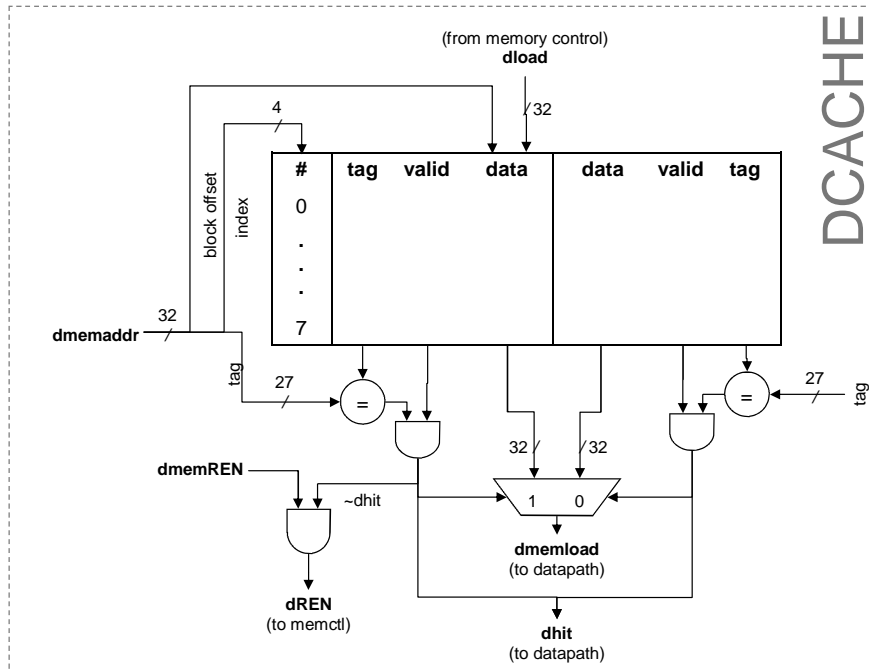 DCACHE
(from memory control)
dload
4
32
# tag valid data data valid tag
0
.
.
.
7
block offset
index
32
dmemaddr
tag
27
=
=
27
tag
32
32
dmemREN
~dhit
1 0
dmemload
(to datapath)
dREN
(to memctl)
dhit
(to datapath)